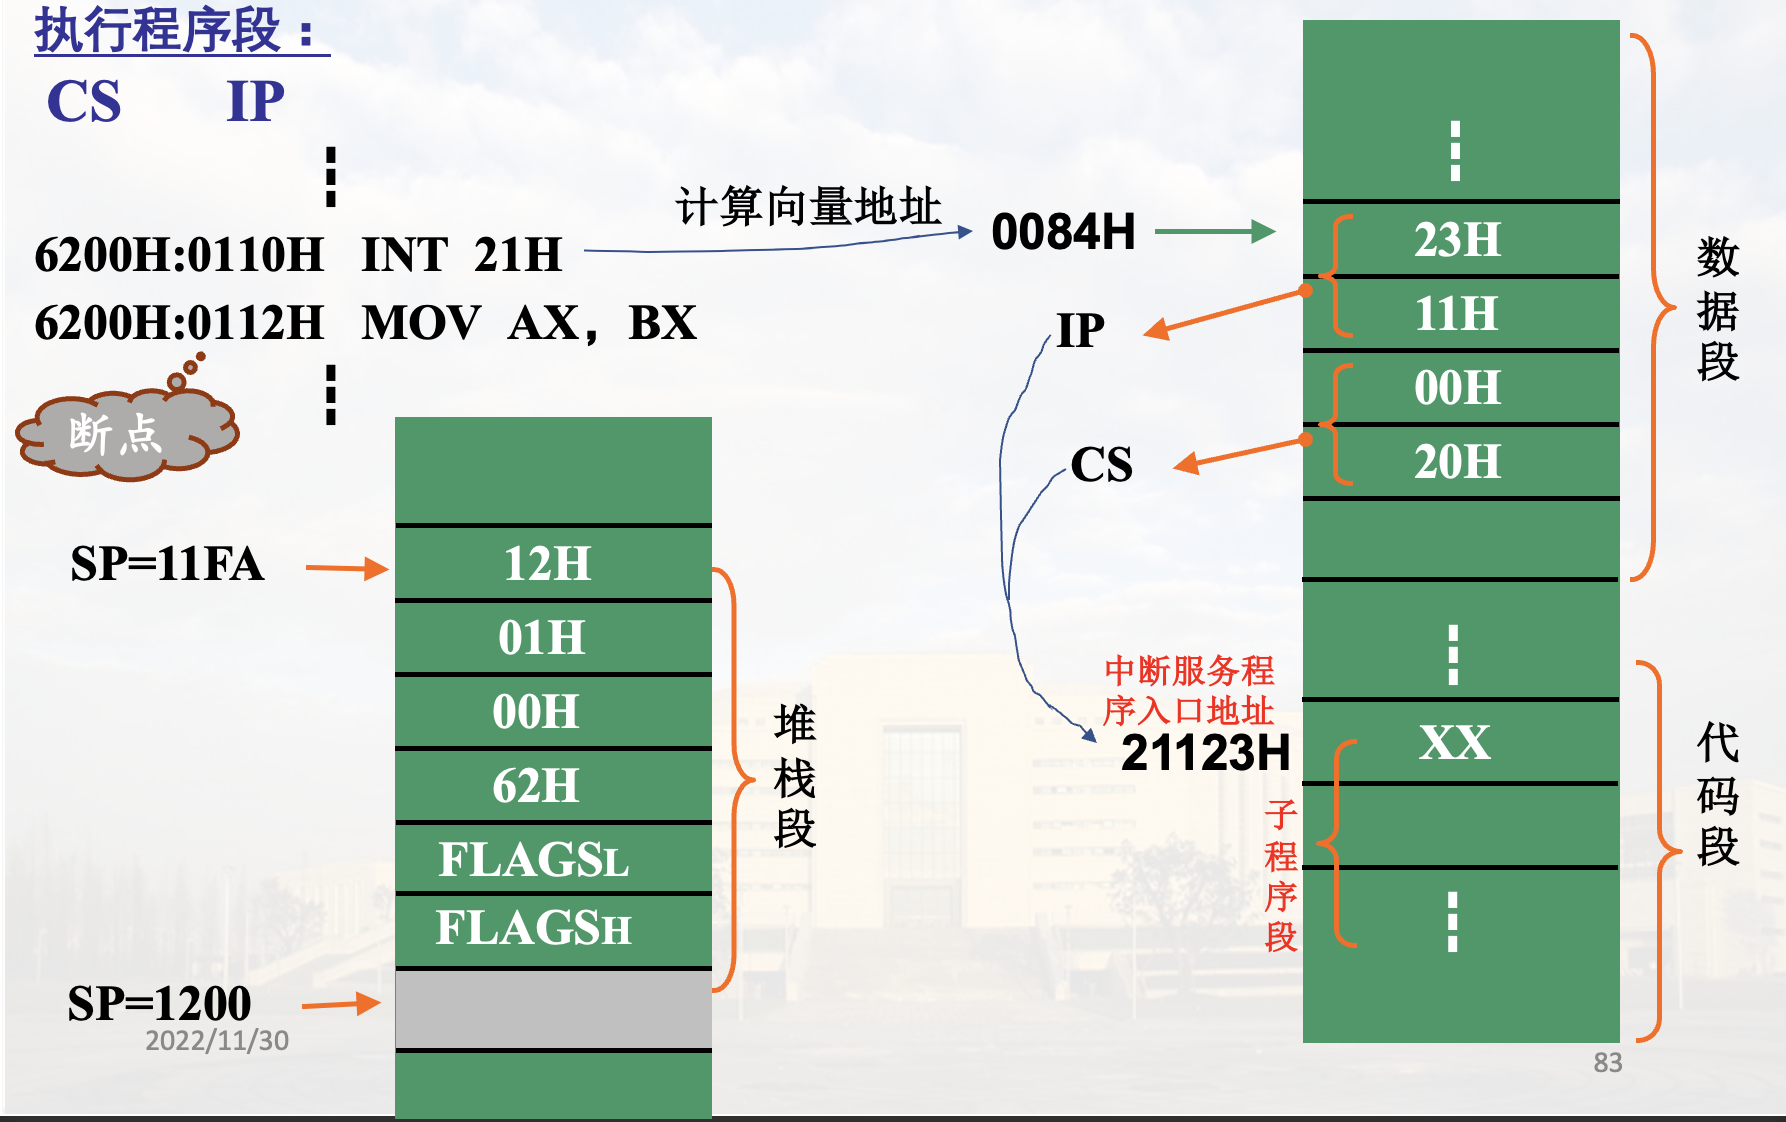 执行程序段：
CS IP
6200H:0110H INT 21H
6200H:0112H MOV AX，BX
断点
计算向量地址
0084H
IP
CS
中断服务程
序入口地址
21123H
子程序段
SP=11FA
SP=1200
12H
01H
00H
62H
FLAGSL
FLAGSH
堆栈段
23H
11H
00H
20H
XX
数据段
代码段
2022/11/30
83